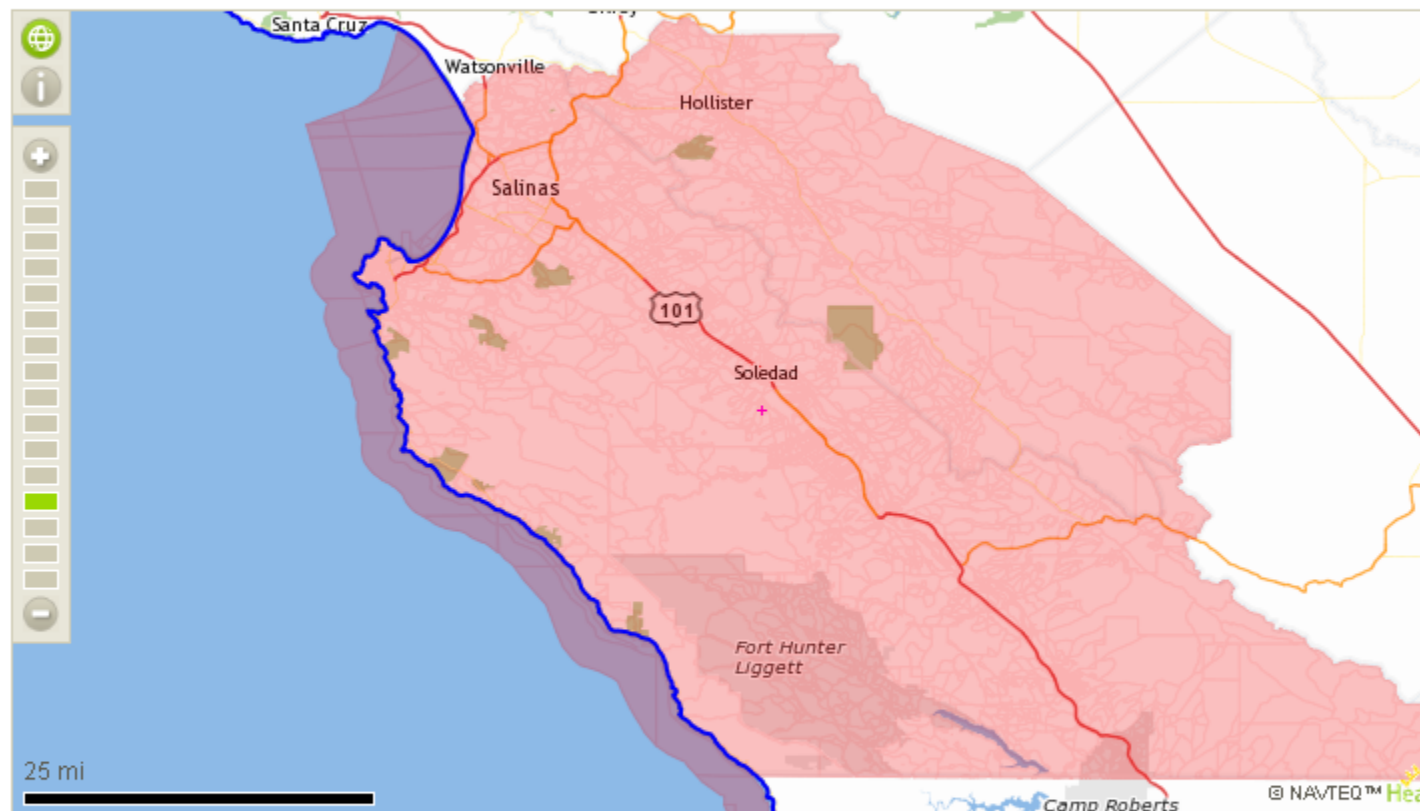 Santa Cruz
Watsonville
Hollister
Salinas
101
Soledad
Fort Hunter
Liggett
25 mi
© NAVTEQ™
Camp Roberts